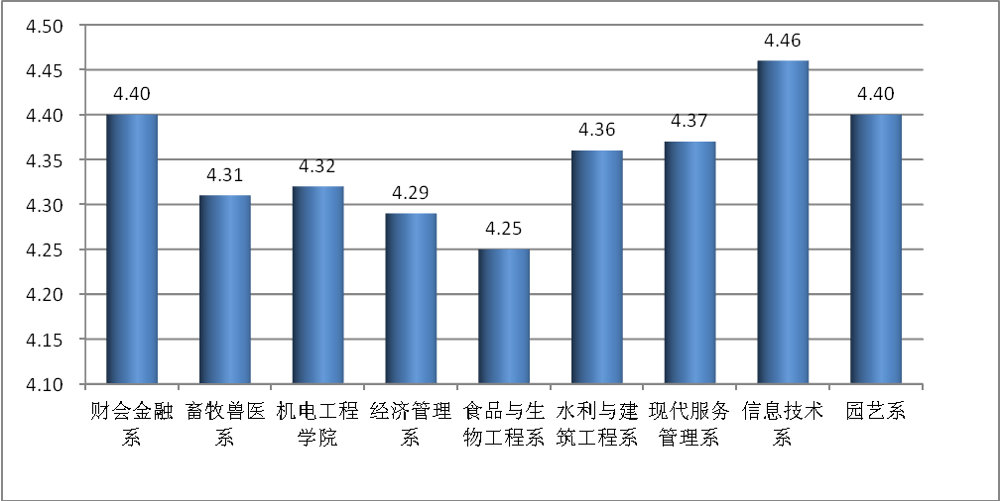 4.50
4.45
4.40
4.35
4.30
4.25
4.20
4.15
4.10
4.40
4.31
4.32
4.29
4.25
4.36
4.37
4.46
4.40
财会金融
系
畜牧兽医
系
机电工程
学院
经济管理
系
食品与生
物工程系
水利与建
筑工程系
现代服务
管理系
信息技术
系
园艺系